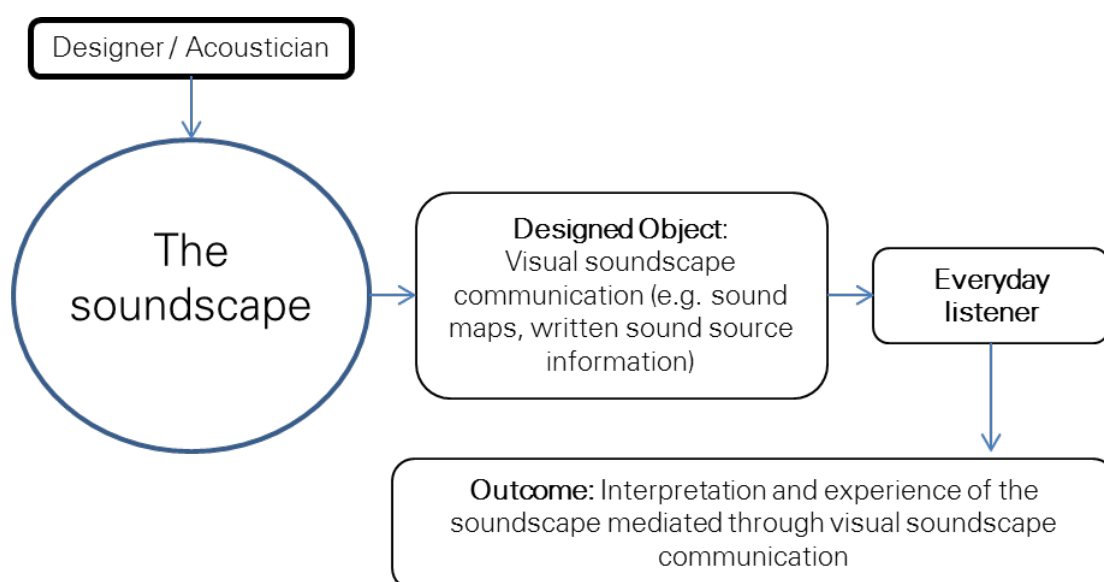 Designer / Acoustician
The
soundscape
Designed Object:
Visual soundscape
communication (e.g. sound
maps, written sound source
information)
Everyday
listener
Outcome: Interpretation and experience of the
soundscape mediated through visual soundscape
communication